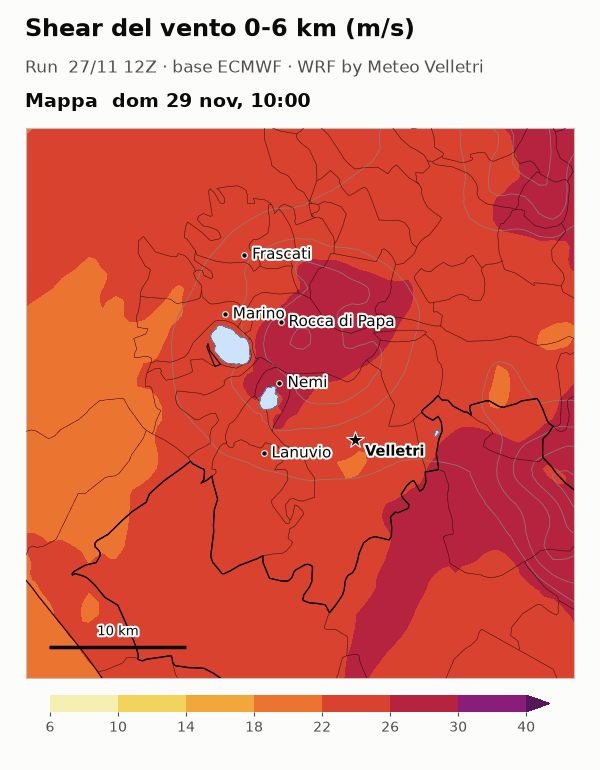 Shear del vento 0-6 km (m/s)
Run  27/11 12Z · base ECMWF · WRF by Meteo Velletri
Mappa  dom 29 nov, 10:00
Frascati
Marino
Rocca di Papa
Nemi
Velletri
Lanuvio
10 km
6 10 14 18 22 26 30 40